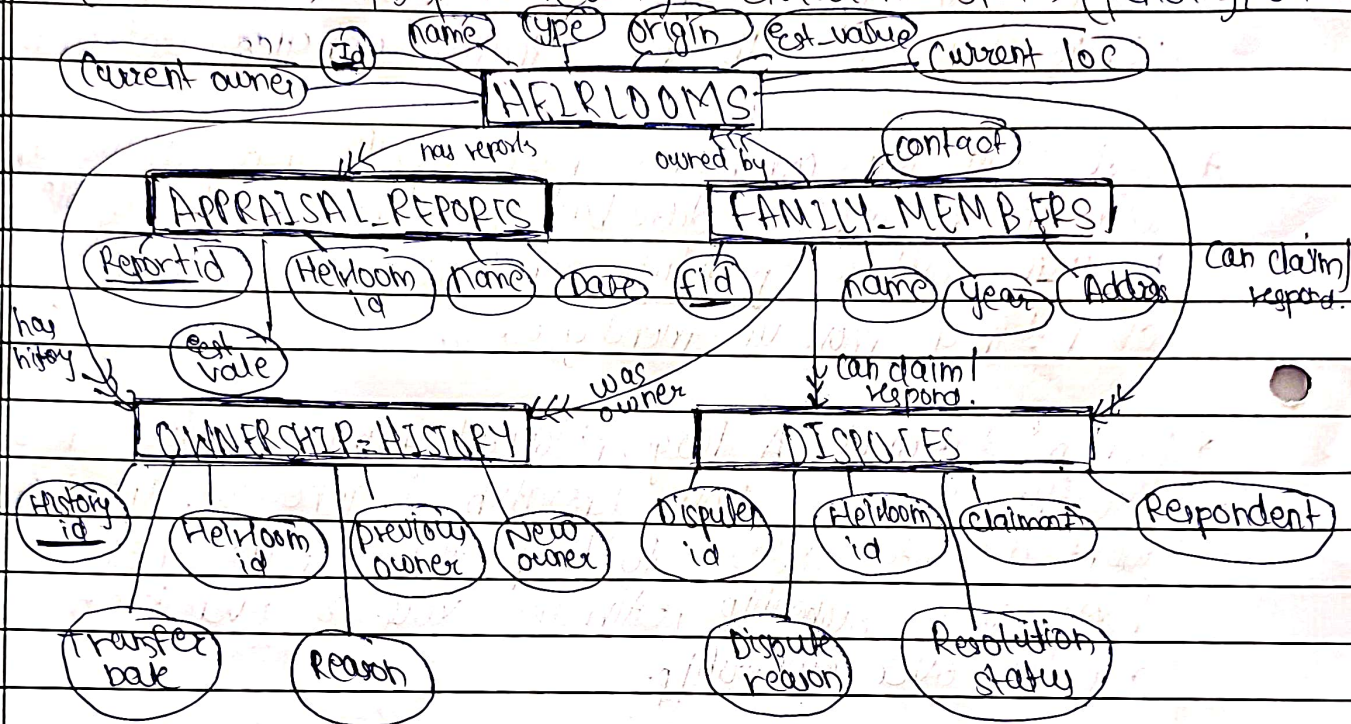 name
type
origin
Est_value
Id
Current owner
Current loc
HEIRLOOMS
has reports
owned by
contact
APPRAISAL_REPORTS
FAMILY_MEMBERS
Reportid
Heirloom
id
name
Date
fid
name
year
Address
can claim/
respond.
est
vale
has
history
was
owner
can claim/
respond.
OWNERSHIP_HISTORY
DISPUTES
History
id
Heirloom
id
previous
owner
New
owner
Dispute
id
Heirloom
id
claimant
Respondent
Transfer
Date
Reason
Dispute
reason
Resolution
status